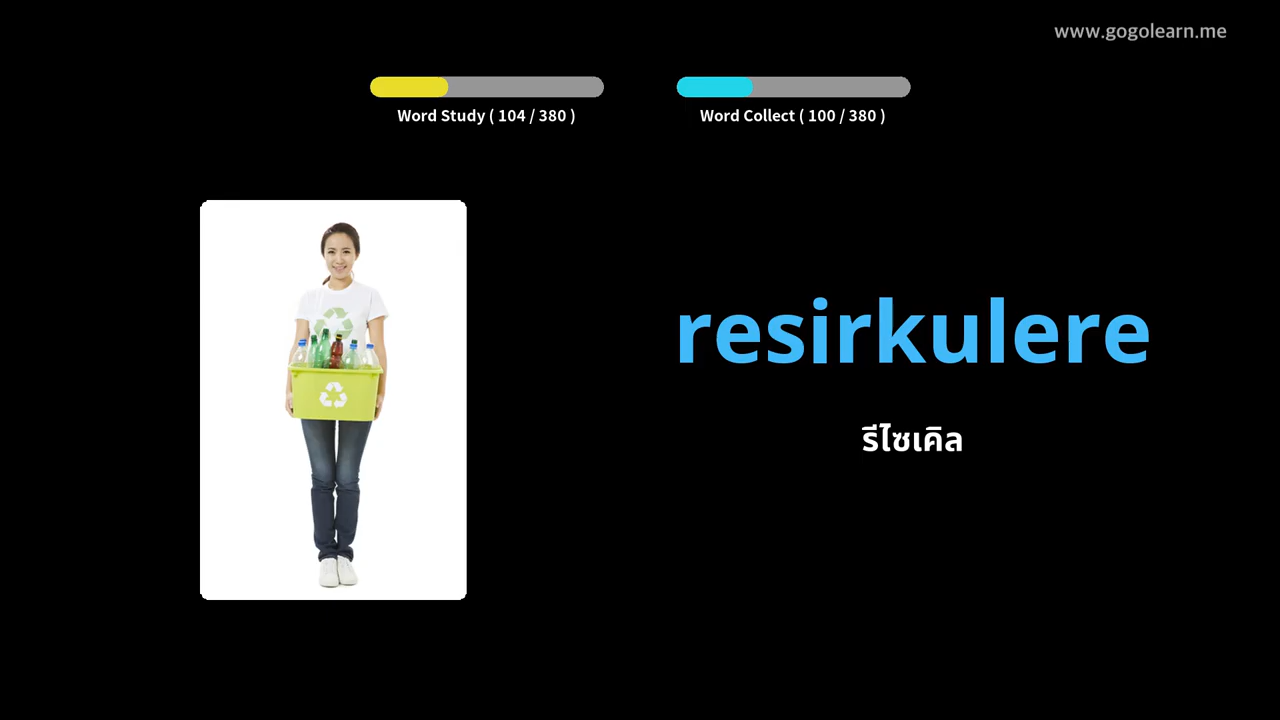 www.gogolearn.me
Word Study ( 104 / 380 )
Word Collect ( 100 / 380 )
resirkulere
รีไซเคิล